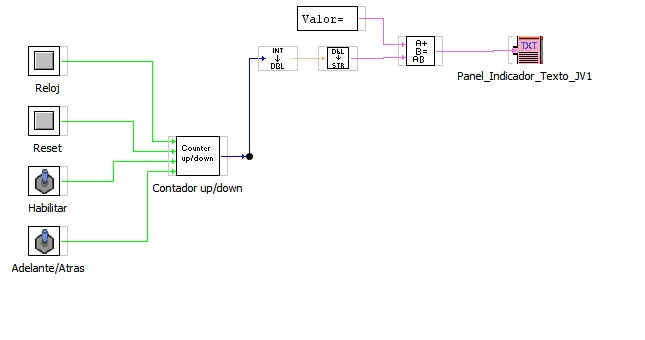 Valor=
INT
DBL
DBL
STR
A+
B=
AB
TXT
Panel_Indicador_Texto_JV1
Reloj
Reset
Counter
up/down
Contador up/down
Habilitar
Adelante/Atras